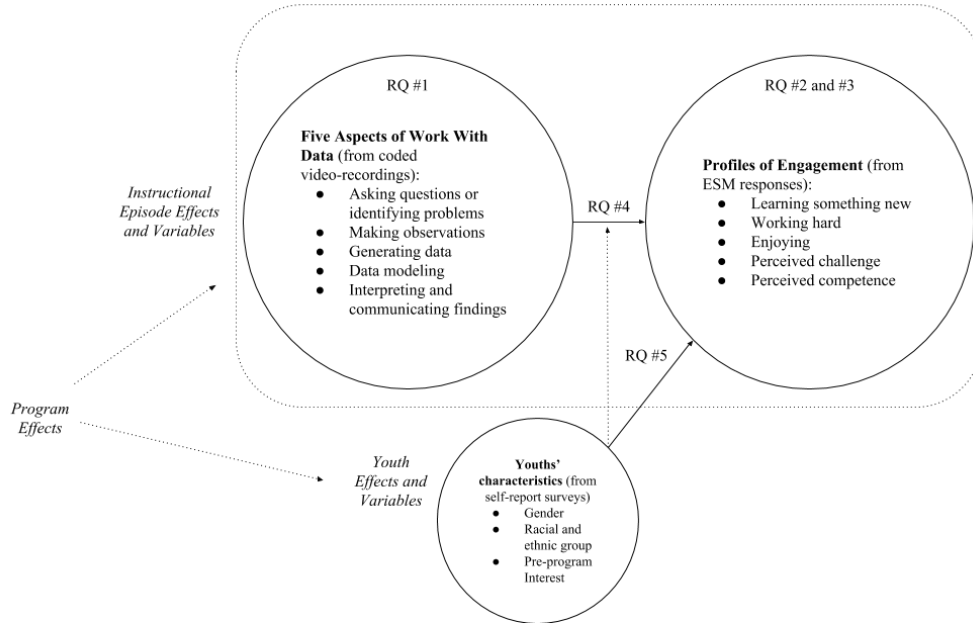 RQ #1
Five Aspects of Work With
Data (from coded
video-recordings):
● Asking questions or
identifying problems
● Making observations
● Generating data
● Data modeling
● Interpreting and
communicating findings
RQ #2 and #3
Profiles of Engagement (from
ESM responses):
● Learning something new
● Working hard
● Enjoying
● Perceived challenge
● Perceived competence
Instructional
Episode Effects
and Variables
RQ #4
RQ #5
Program
Effects
Youth
Effects and
Variables
Youths’
characteristics (from
self-report surveys)
● Gender
● Racial and
ethnic group
● Pre-program
Interest